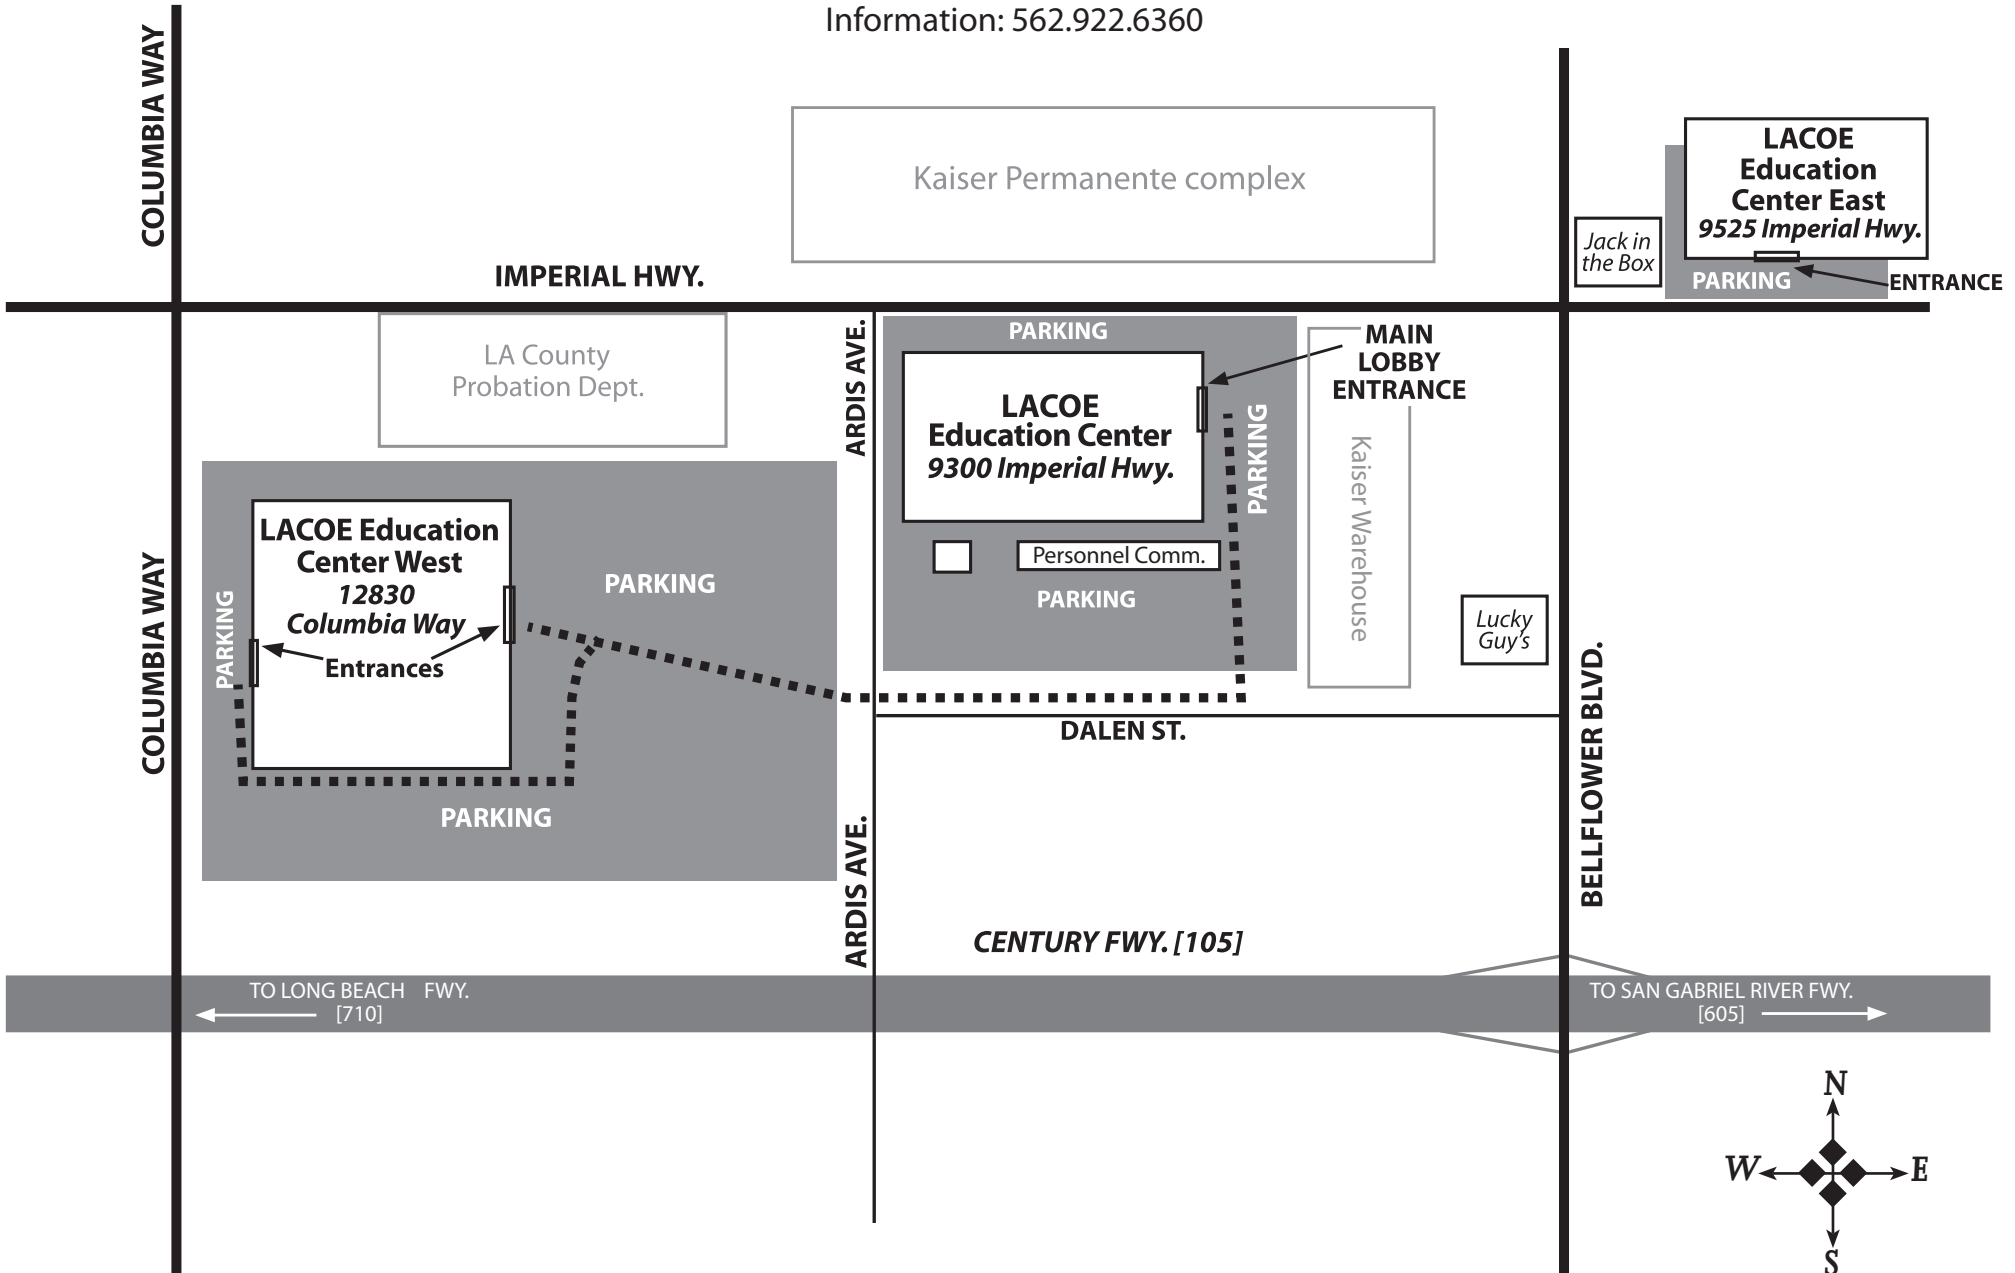 Information: 562.922.6360
COLUMBIA WAY
Kaiser Permanente complex
LACOE
Education
Center East
9525 Imperial Hwy.
Jack in
the Box
PARKING
ENTRANCE
IMPERIAL HWY.
LA County
Probation Dept.
ARDIS AVE.
PARKING
MAIN
LOBBY
ENTRANCE
LACOE
Education Center
9300 Imperial Hwy.
PARKING
Kaiser Warehouse
Personnel Comm.
PARKING
LACOE Education
Center West
12830
Columbia Way
Entrances
PARKING
PARKING
PARKING
COLUMBIA WAY
Lucky
Guy's
BELLFLOWER BLVD.
DALEN ST.
ARDIS AVE.
CENTURY FWY. [105]
TO LONG BEACH FWY.
[710]
TO SAN GABRIEL RIVER FWY.
[605]
N
W
E
S